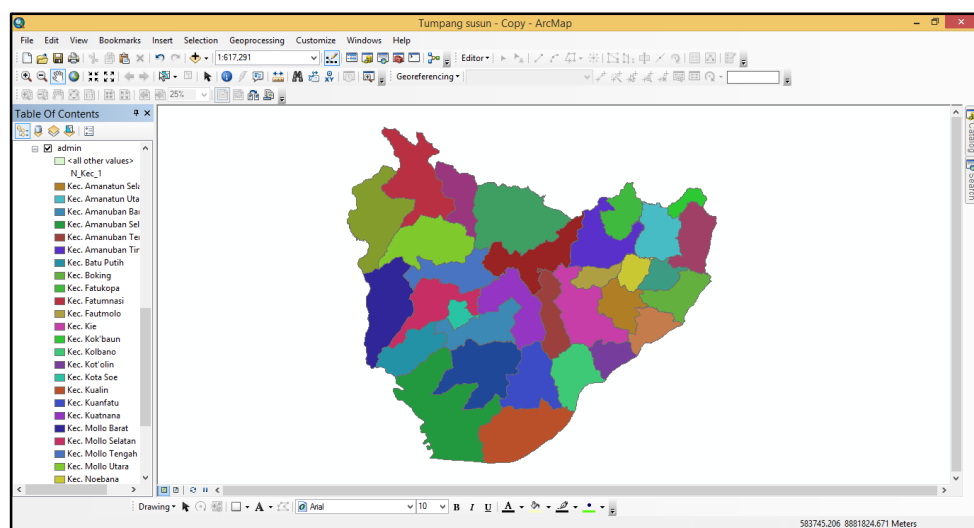 Tumpang susun - Copy - ArcMap
File Edit View Bookmarks Insert Selection Geoprocessing Customize Windows Help
1:617,291
Editor
Georeferencing
25%
Table Of Contents
admin
<all other values>
N_Kec_1
Kec. Amanatun Sela
Kec. Amanatun Uta
Kec. Amanuban Bar
Kec. Amanuban Sel
Kec. Amanuban Ten
Kec. Amanuban Tin
Kec. Batu Putih
Kec. Boking
Kec. Fatukopa
Kec. Fatumnasi
Kec. Fautmolo
Kec. Kie
Kec. Kok'baun
Kec. Kolbano
Kec. Kot'olin
Kec. Kota Soe
Kec. Kualin
Kec. Kuanfatu
Kec. Kuatnana
Kec. Mollo Barat
Kec. Mollo Selatan
Kec. Mollo Tengah
Kec. Mollo Utara
Kec. Noebana
Catalog
Search
Drawing
Arial
10
B I U A
583745.206 8881824.671 Meters